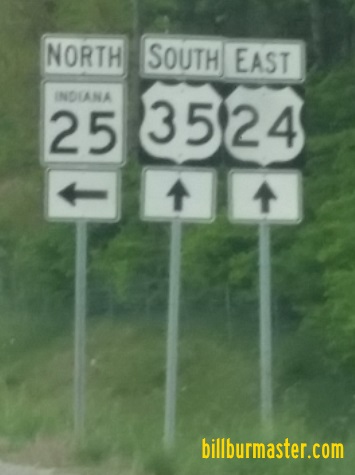 NORTH
INDIANA
25
SOUTH
35
EAST
24
billburmaster.com